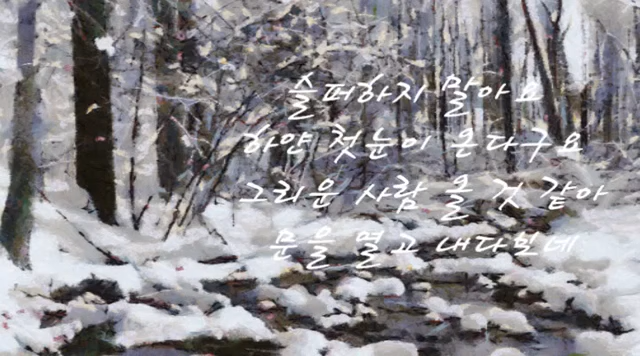 슬퍼하지 말아요
하얀 첫눈이 온다구요
그리운 사람 올 것 같아
문을 열고 내다보네